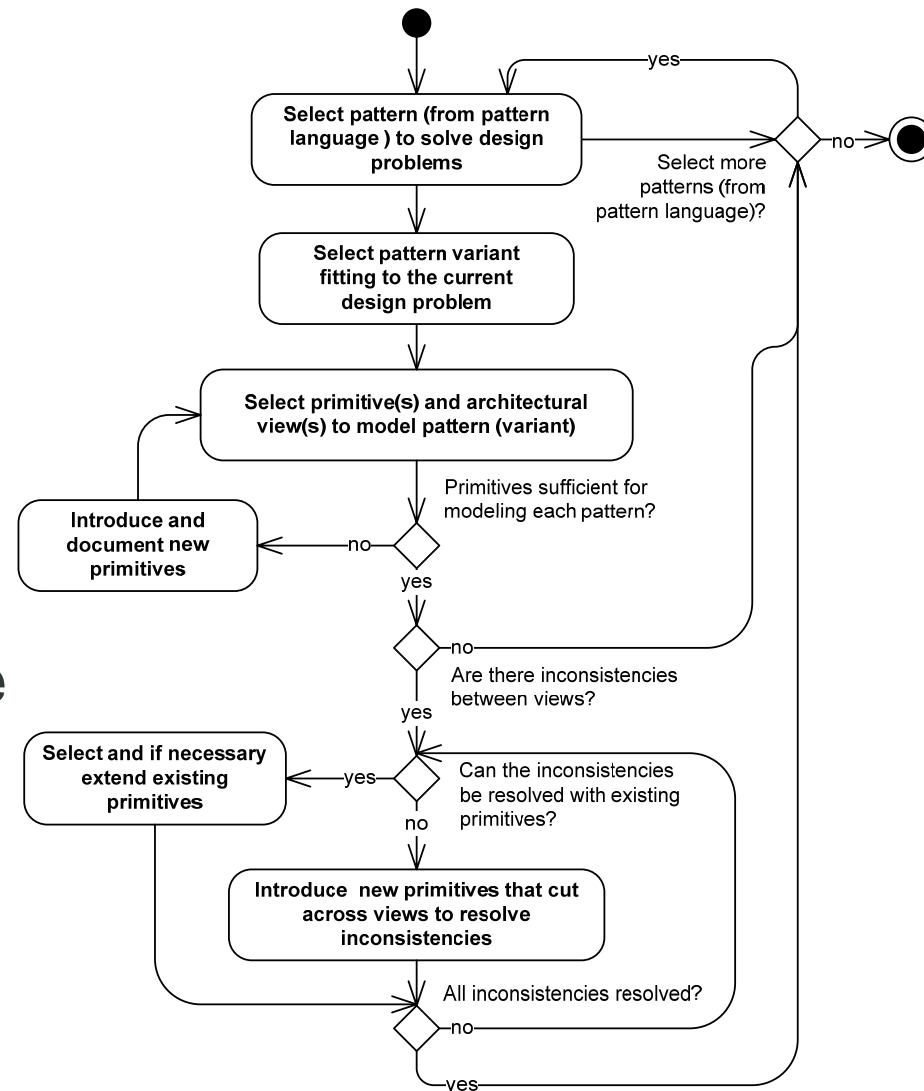 yes
Select pattern (from pattern
language ) to solve design
problems
no
Select more
patterns (from
pattern language)?
Select pattern variant
fitting to the current
design problem
Select primitive(s) and architectural
view(s) to model pattern (variant)
Primitives sufficient for
modeling each pattern?
Introduce and
document new
primitives
no
yes
no
Are there inconsistencies
between views?
e
yes
Select and if necessary
extend existing
primitives
yes
Can the inconsistencies
be resolved with existing
primitives?
no
Introduce new primitives that cut
across views to resolve
inconsistencies
All inconsistencies resolved?
no
yes